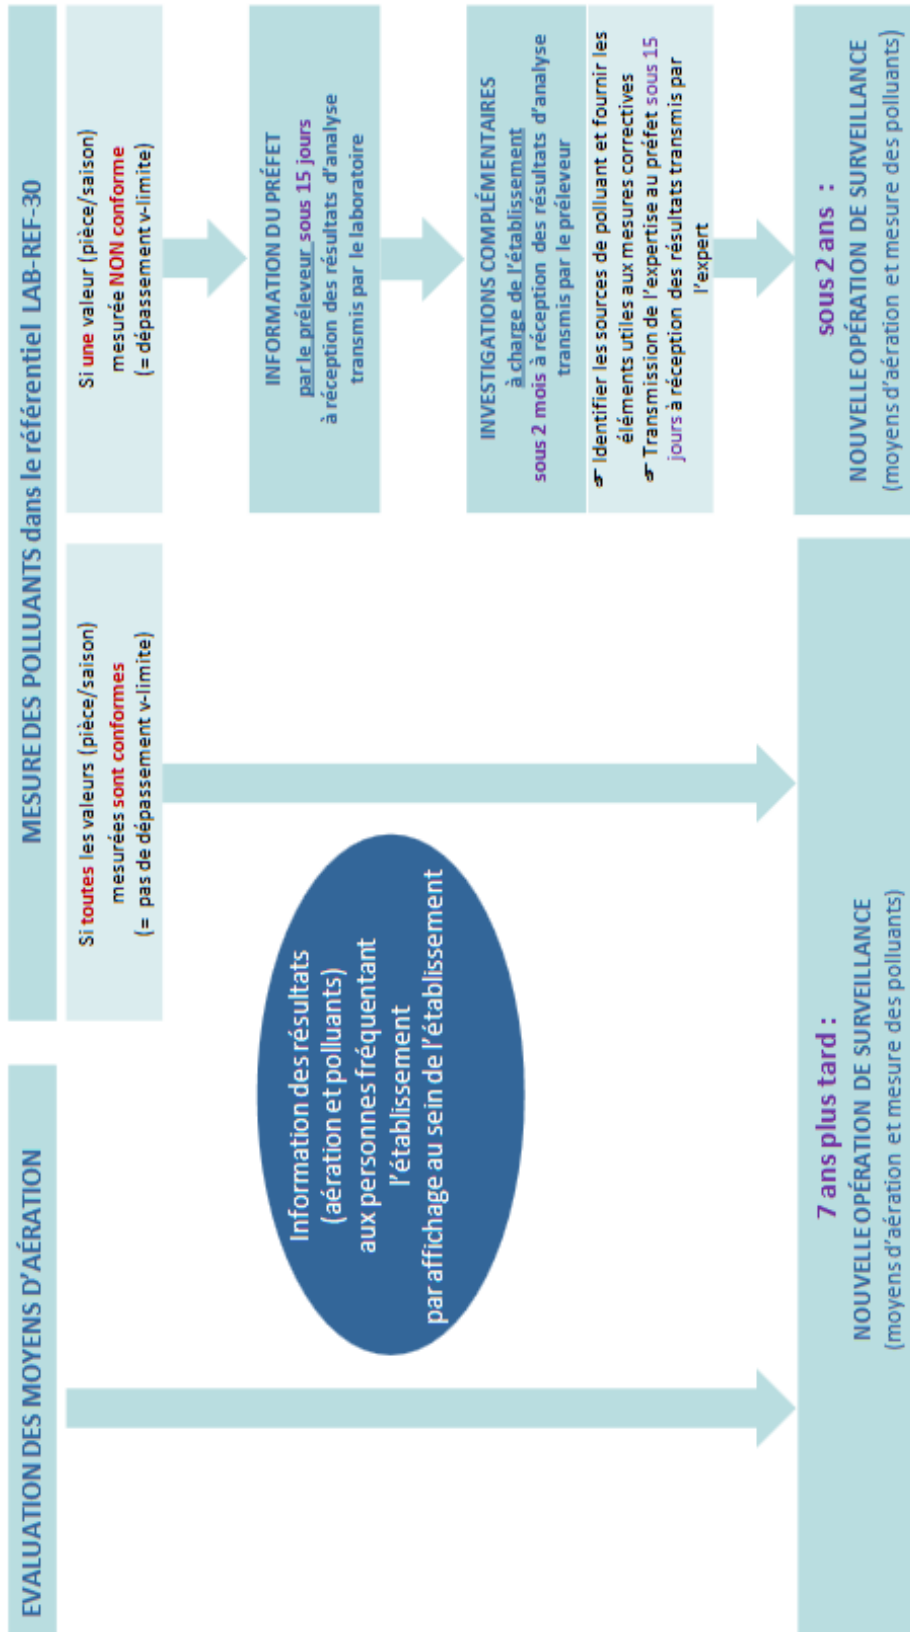 EVALUATION DES MOYENS D'AÉRATION
MESURE DES POLLUANTS dans le référentiel LAB-REF-30
Si toutes les valeurs (pièce/saison)
mesurées sont conformes
(= pas de dépassement v-limite)
Si une valeur (pièce/saison)
mesurée NON conforme
(= dépassement v-limite)
Information des résultats
(aération et polluants)
aux personnes fréquentant
l'établissement
par affichage au sein de l'établissement
INFORMATION DU PRÉFET
par le préleveur sous 15 jours
à réception des résultats d'analyse
transmis par le laboratoire
INVESTIGATIONS COMPLÉMENTAIRES
à charge de l'établissement
sous 2 mois à réception des résultats d'analyse
transmis par le préleveur
☛ Identifier les sources de polluant et fournir les
éléments utiles aux mesures correctives
☛ Transmission de l'expertise au préfet sous 15
jours à réception des résultats transmis par
l'expert
7 ans plus tard :
NOUVELLE OPÉRATION DE SURVEILLANCE
(moyens d'aération et mesure des polluants)
sous 2 ans :
NOUVELLE OPÉRATION DE SURVEILLANCE
(moyens d'aération et mesure des polluants)